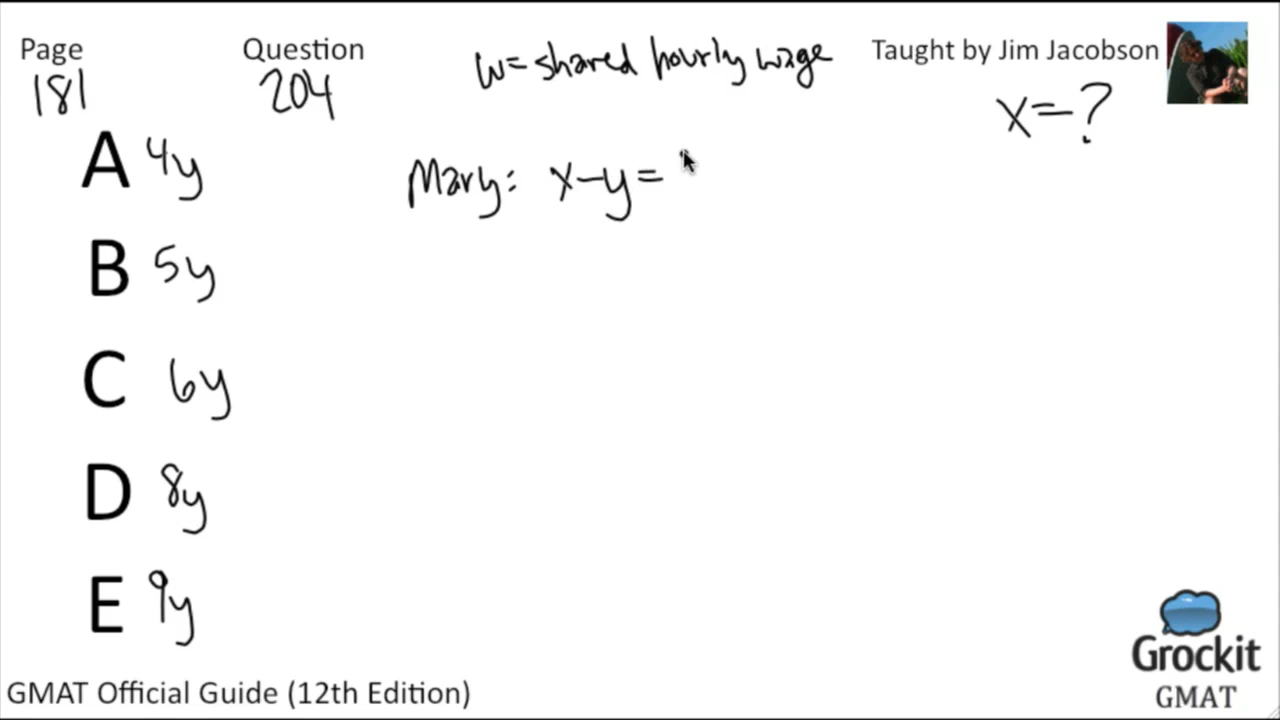 Page
Question
w= shared hourly wage
Taught by Jim Jacobson
181
204
x=?
A 4y
Mary: x-y=
B 5y
C 6y
D 8y
E 9y
Grockit
GMAT
GMAT Official Guide (12th Edition)